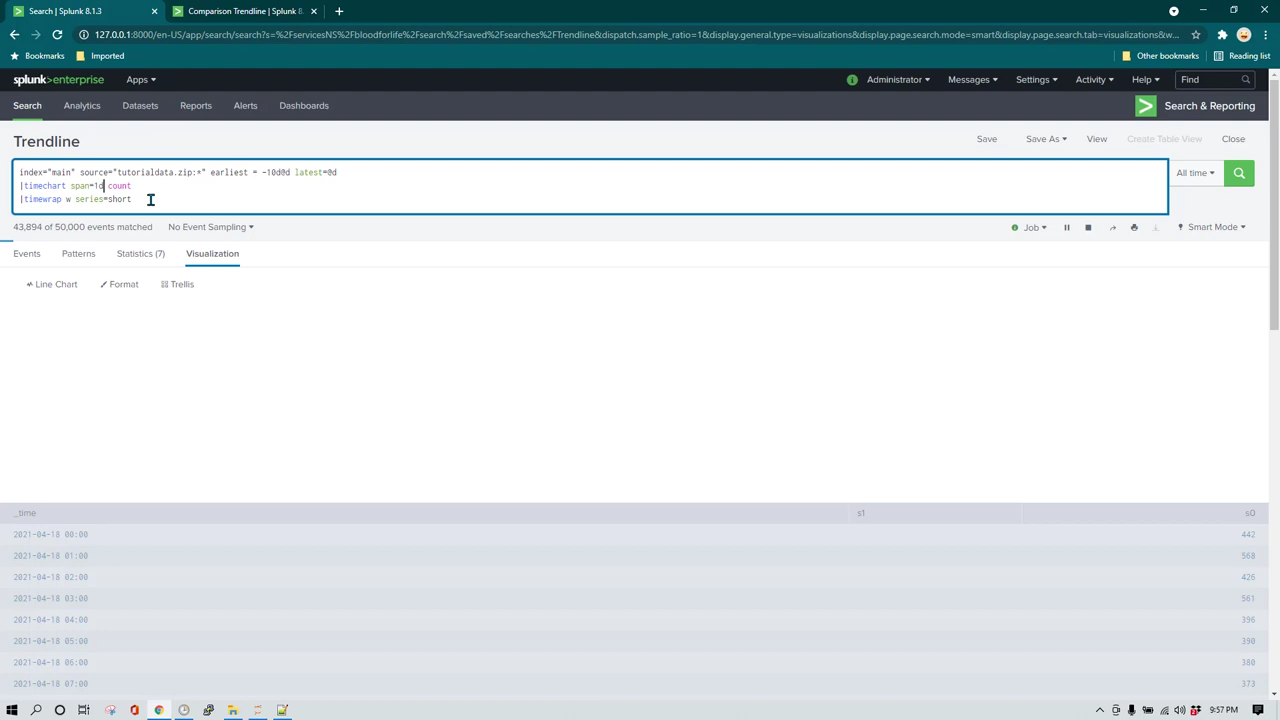 Search | Splunk 8.1.3
Comparison Trendline | Splunk 8.
127.0.0.1:8000/en-US/app/search/search?s=%2FservicesNS%2Fbloodforlife%2Fsearch%2Fsaved%2Fsearches%2FTrendline&dispatch.sample_ratio=1&display.general.type=visualizations&display.page.search.mode=smart&display.page.search.tab=visualizations&w...
Bookmarks Imported Other bookmarks Reading list
splunk>enterprise Apps Administrator Messages Settings Activity Help Find
Search Analytics Datasets Reports Alerts Dashboards Search & Reporting
Trendline Save Save As View Create Table View Close
index="main" source="tutorialdata.zip:*" earliest = -10d@d latest=@d All time
|timechart span=1d count
|timewrap w series=short
43,894 of 50,000 events matched No Event Sampling Job Smart Mode
Events Patterns Statistics (7) Visualization
Line Chart Format Trellis
_time s1 s0
2021-04-18 00:00 442
2021-04-18 01:00 568
2021-04-18 02:00 426
2021-04-18 03:00 561
2021-04-18 04:00 396
2021-04-18 05:00 390
2021-04-18 06:00 380
2021-04-18 07:00 373
9:57 PM